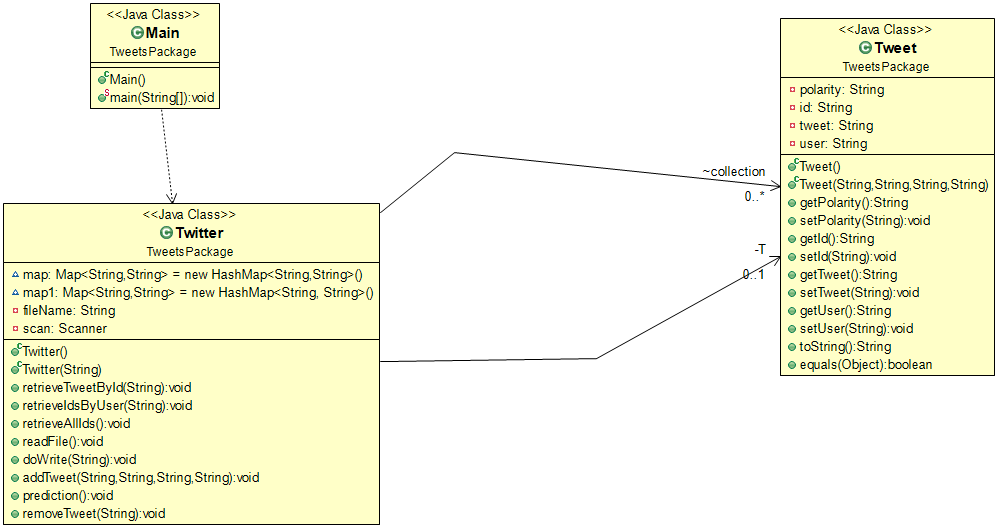 <<Java Class>>
Main
TweetsPackage
Main()
main(String[]):void
<<Java Class>>
Twitter
TweetsPackage
map: Map<String,String> = new HashMap<String,String>()
map1: Map<String,String> = new HashMap<String, String>()
fileName: String
scan: Scanner
Twitter()
Twitter(String)
retrieveTweetById(String):void
retrieveIdsByUser(String):void
retrieveAllIds():void
readFile():void
doWrite(String):void
addTweet(String,String,String,String):void
prediction():void
removeTweet(String):void
~collection
0..*
-T
0..1
<<Java Class>>
Tweet
TweetsPackage
polarity: String
id: String
tweet: String
user: String
Tweet()
Tweet(String,String,String,String)
getPolarity():String
setPolarity(String):void
getId():String
setId(String):void
getTweet():String
setTweet(String):void
getUser():String
setUser(String):void
toString():String
equals(Object):boolean